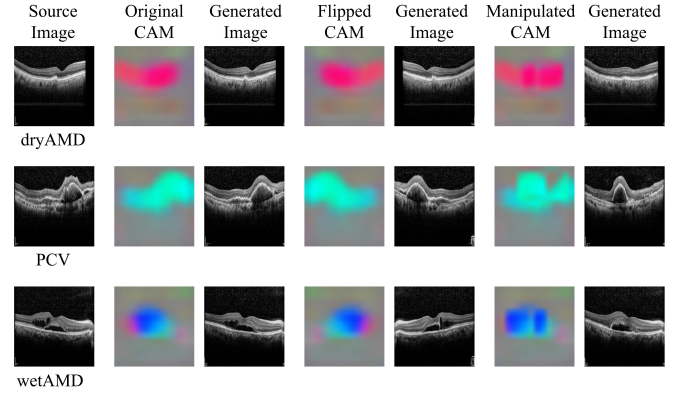 Source Image
Original CAM
Generated Image
Flipped CAM
Generated Image
Manipulated CAM
Generated Image
dryAMD
PCV
wetAMD